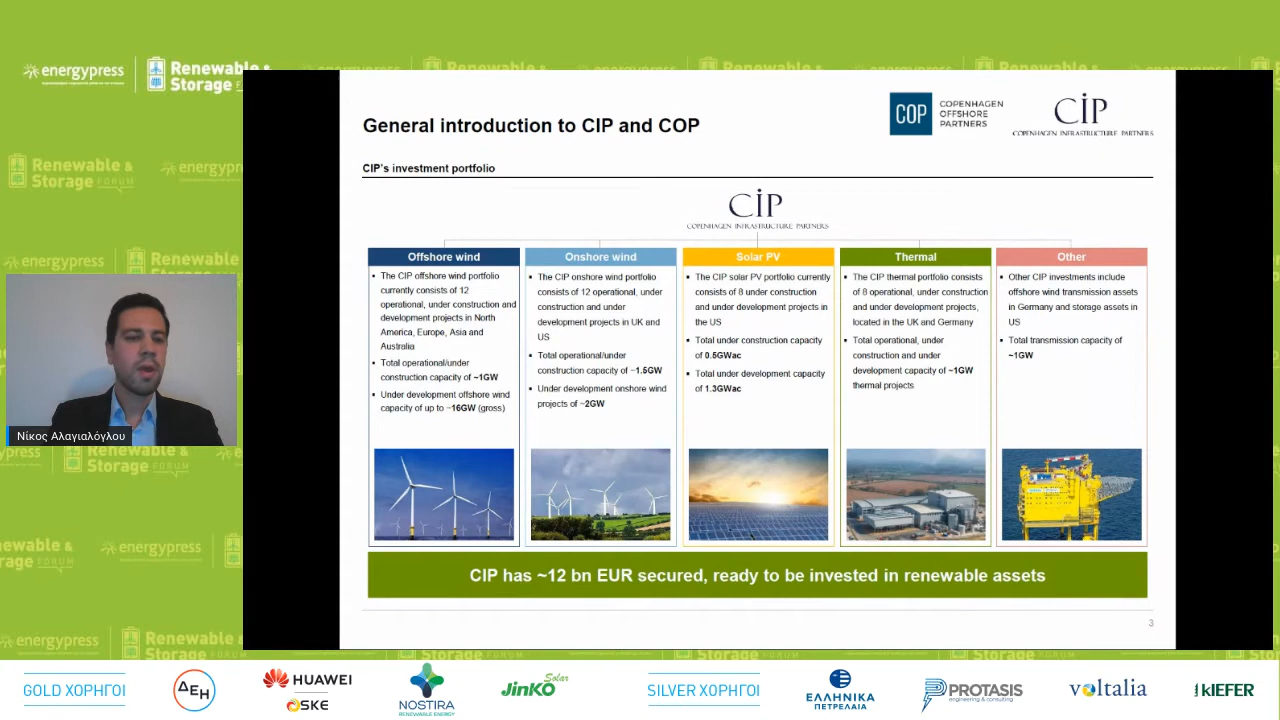 energypress
Renewable &
Storage FORUM
General introduction to CIP and COP
COP
COPENHAGEN
OFFSHORE
PARTNERS
CIP
COPENHAGEN INFRASTRUCTURE PARTNERS
CIP's investment portfolio
CIP
COPENHAGEN INFRASTRUCTURE PARTNERS
Offshore wind
The CIP offshore wind portfolio
currently consists of 12
operational, under construction and
development projects in North
America, Europe, Asia and
Australia
Total operational/under
construction capacity of ~1GW
Under development offshore wind
capacity of up to ~16GW (gross)
Onshore wind
The CIP onshore wind portfolio
consists of 12 operational, under
construction and under
development projects in UK and
US
Total operational/under
construction capacity of ~1.5GW
Under development onshore wind
projects of ~2GW
Solar PV
The CIP solar PV portfolio currently
consists of 8 under construction
and under development projects in
the US
Total under construction capacity
of 0.5GWac
Total under development capacity
of 1.3GWac
Thermal
The CIP thermal portfolio consists
of 8 operational, under construction
and under development projects,
located in the UK and Germany
Total operational, under
construction and under
development capacity of ~1GW
thermal projects
Other
Other CIP investments include
offshore wind transmission assets
in Germany and storage assets in
US
Total transmission capacity of
~1GW
CIP has ~12 bn EUR secured, ready to be invested in renewable assets
3
Νίκος Αλαγιαλόγλου
GOLD ΧΟΡΗΓΟΙ
ΔΕΗ
HUAWEI
SKE
NOSTIRA
RENEWABLE ENERGY
JinKO Solar
SILVER ΧΟΡΗΓΟΙ
ΕΛΛΗΝΙΚΑ
ΠΕΤΡΕΛΑΙΑ
PROTASIS
engineering & consulting
voltalia
KIEFER